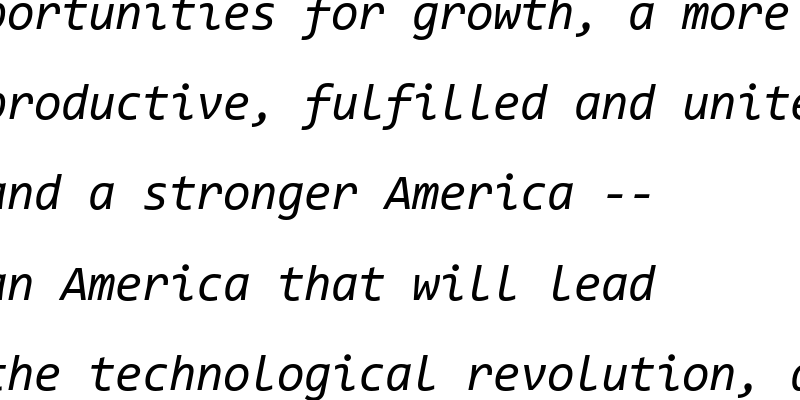 portunities for growth, a more
productive, fulfilled and unite
and a stronger America --
an America that will lead
the technological revolution,